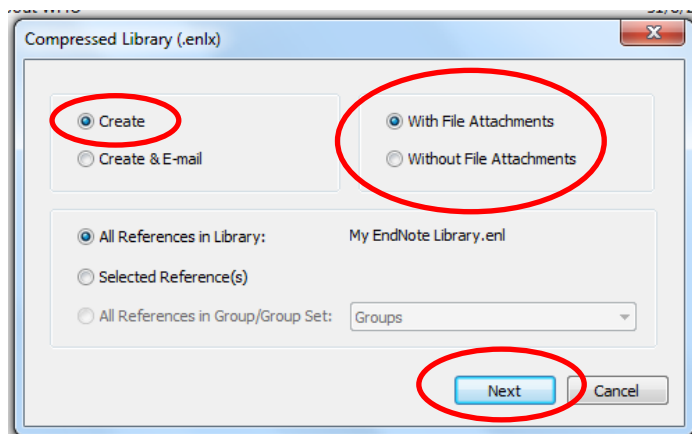 Compressed Library (.enlx)
Create
With File Attachments
Create & E-mail
Without File Attachments
All References in Library: My EndNote Library.enl
Selected Reference(s)
All References in Group/Group Set: Groups
Next Cancel